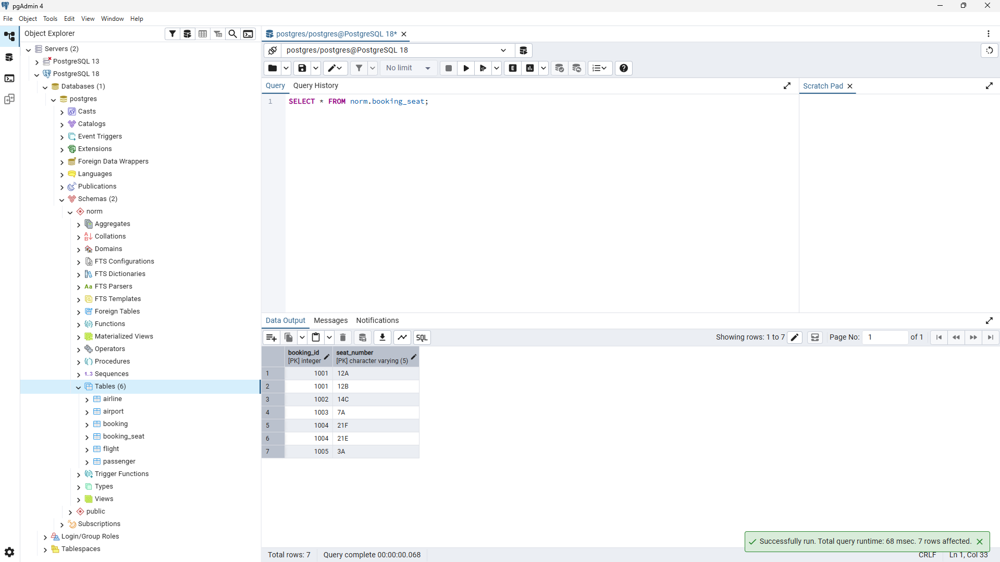 pgAdmin 4
File Object Tools Edit View Window Help
Object Explorer
Servers (2)
PostgreSQL 13
PostgreSQL 18
Databases (1)
postgres
Casts
Catalogs
Event Triggers
Extensions
Foreign Data Wrappers
Languages
Publications
Schemas (2)
norm
Aggregates
Collations
Domains
FTS Configurations
FTS Dictionaries
Aa FTS Parsers
FTS Templates
Foreign Tables
Functions
Materialized Views
Operators
Procedures
1..3 Sequences
Tables (6)
airline
airport
booking
booking_seat
flight
passenger
Trigger Functions
Types
Views
public
Subscriptions
Login/Group Roles
Tablespaces
postgres/postgres@PostgreSQL 18*
postgres/postgres@PostgreSQL 18
No limit
E
Query Query History
Scratch Pad
1 SELECT * FROM norm.booking_seat;
Data Output Messages Notifications
SQL
Showing rows: 1 to 7
Page No: 1 of 1
booking_id seat_number
[PK] integer [PK] character varying (5)
1 1001 12A
2 1001 12B
3 1002 14C
4 1003 7A
5 1004 21F
6 1004 21E
7 1005 3A
Successfully run. Total query runtime: 68 msec. 7 rows affected.
Total rows: 7 Query complete 00:00:00.068 CRLF Ln 1, Col 33